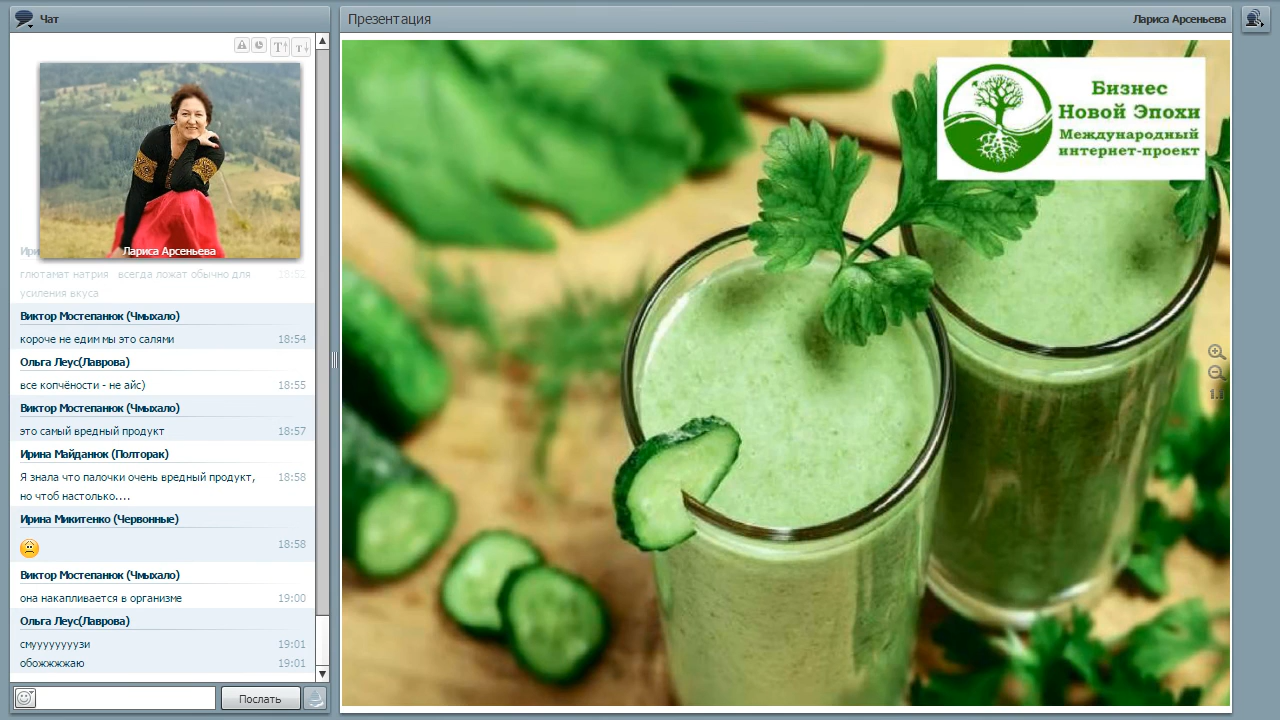 Чат
Лариса Арсеньева
глютамат натрия всегда ложат обычно для 18:52
усиления вкуса
Виктор Мостепанюк (Чмыхало)
короче не едим мы это салями 18:54
Ольга Леус(Лаврова)
все копчёности - не айс) 18:55
Виктор Мостепанюк (Чмыхало)
это самый вредный продукт 18:57
Ирина Майданюк (Полторак)
Я знала что палочки очень вредный продукт, 18:58
но чтоб настолько....
Ирина Микитенко (Червонные)
18:58
Виктор Мостепанюк (Чмыхало)
она накапливается в организме 19:00
Ольга Леус(Лаврова)
смуууууууузи 19:01
обожжжжаю 19:01
Послать
Презентация
Лариса Арсеньева
Бизнес
Новой Эпохи
Международный
интернет-проект
1:1